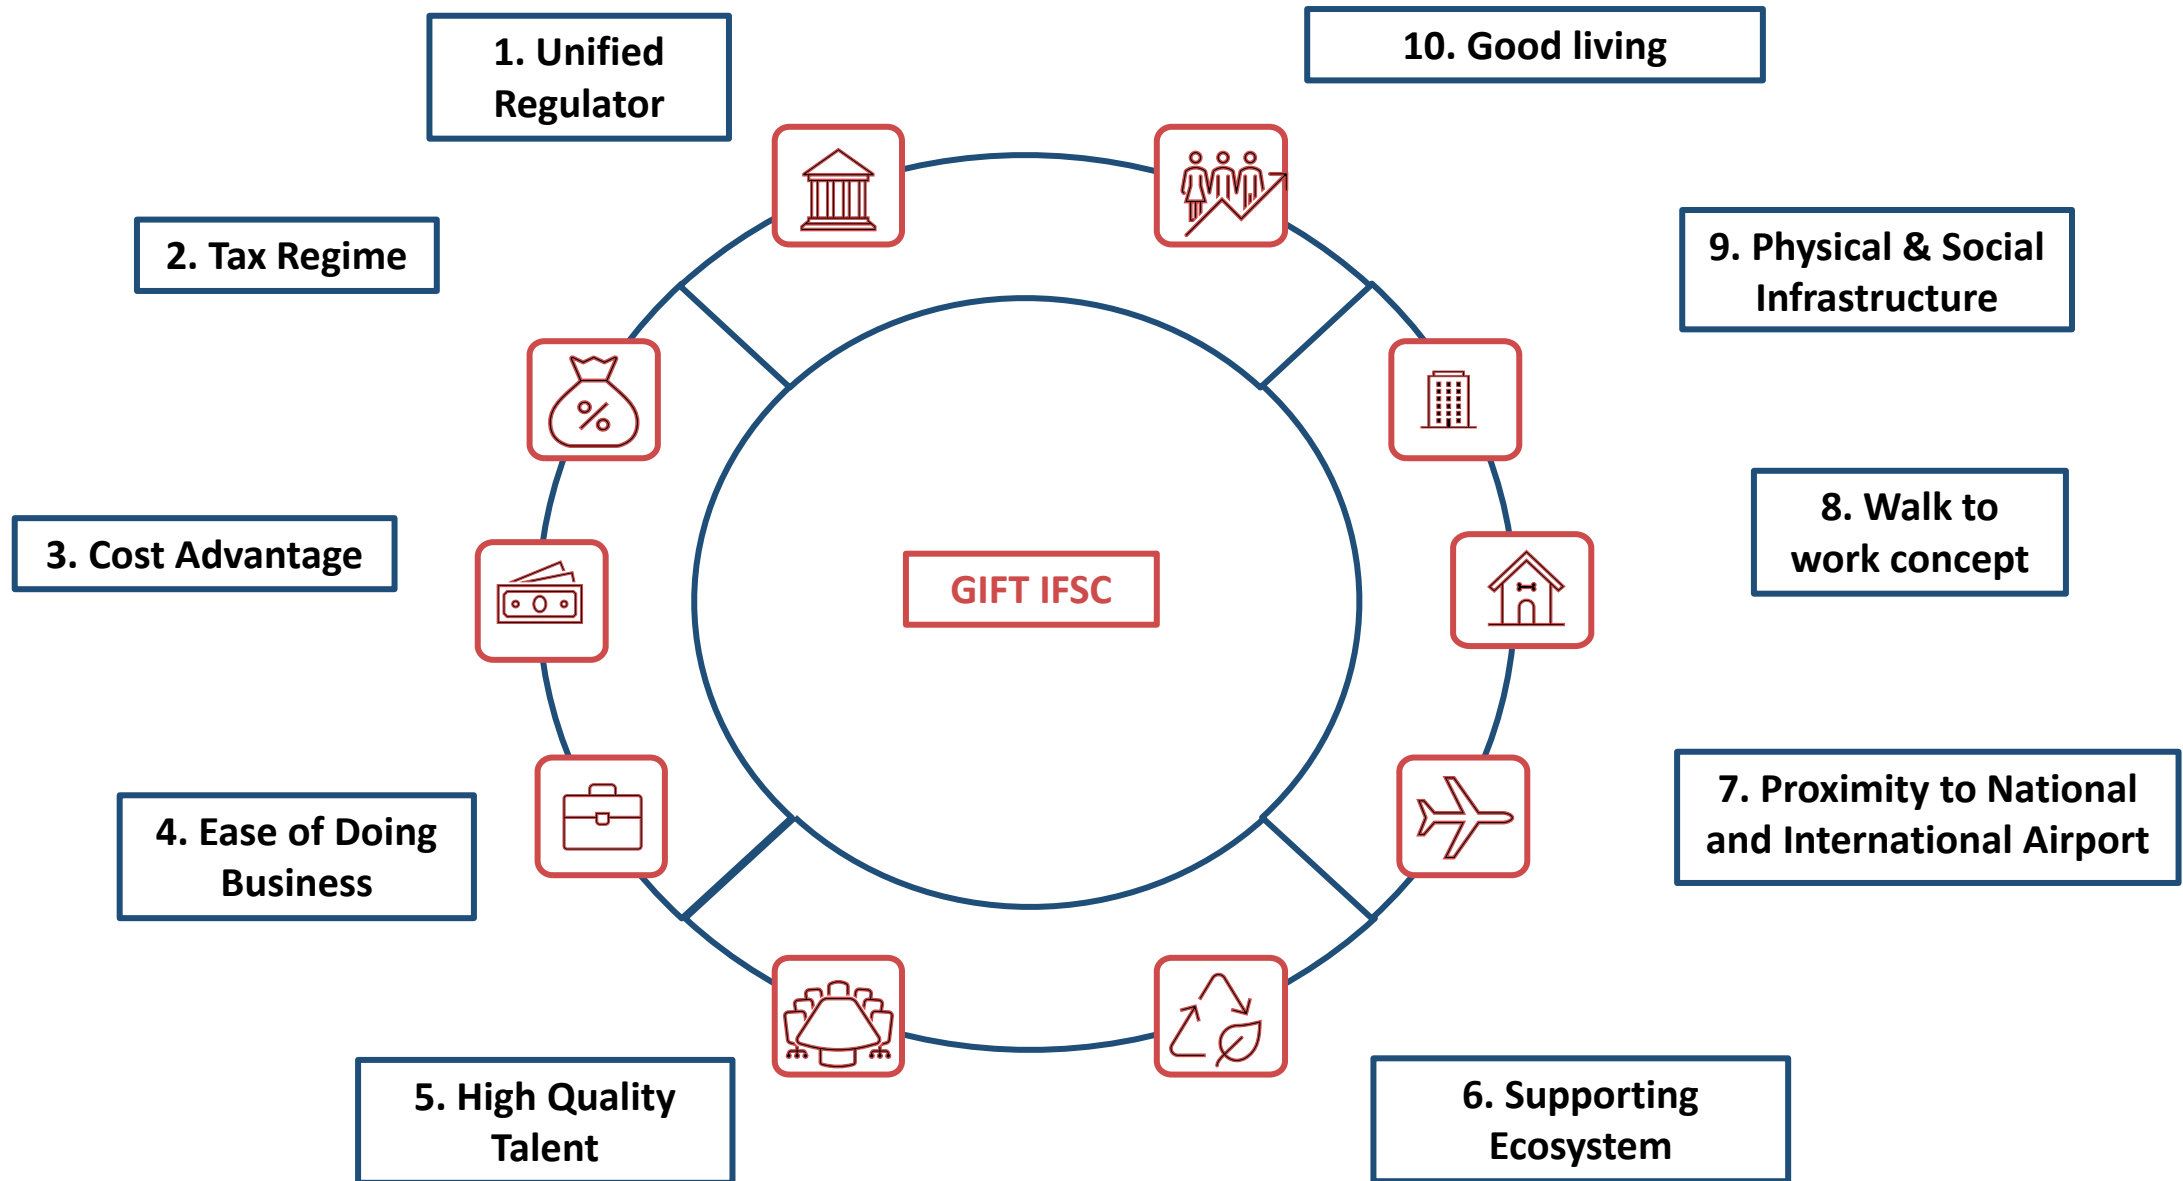 1. Unified
Regulator
2. Tax Regime
3. Cost Advantage
4. Ease of Doing
Business
5. High Quality
Talent
6. Supporting
Ecosystem
7. Proximity to National
and International Airport
8. Walk to
work concept
9. Physical & Social
Infrastructure
10. Good living
GIFT IFSC